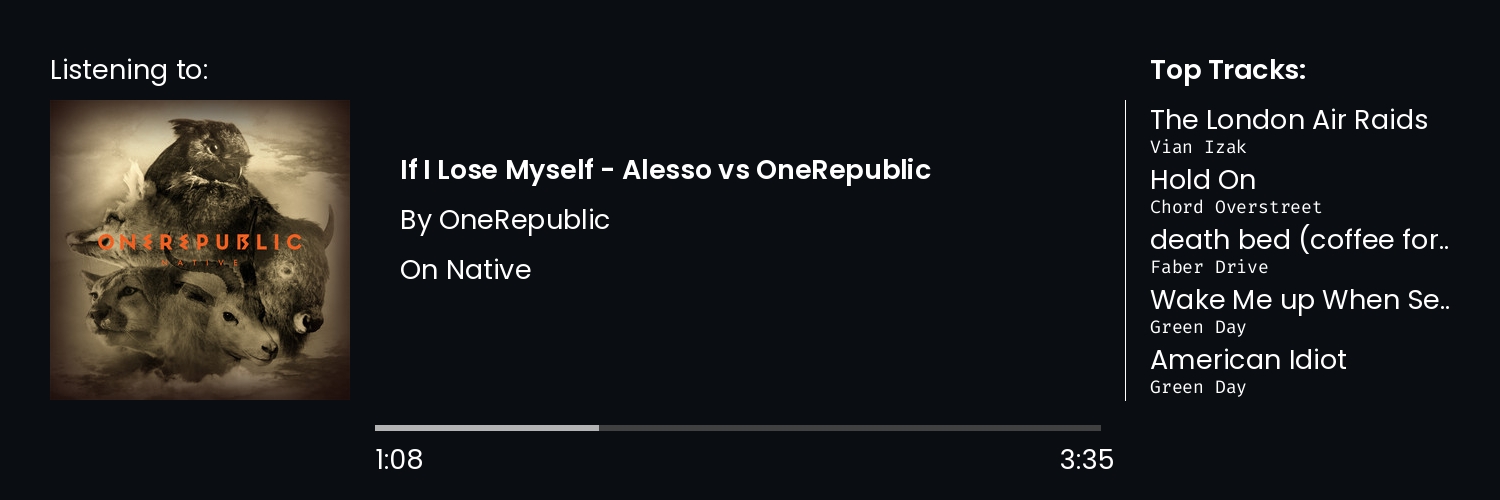 Listening to:
ONEREPUBLIC
NATIVE
If I Lose Myself - Alesso vs OneRepublic
By OneRepublic
On Native
1:08
3:35
Top Tracks:
The London Air Raids
Vian Izak
Hold On
Chord Overstreet
death bed (coffee for..
Faber Drive
Wake Me up When Se..
Green Day
American Idiot
Green Day